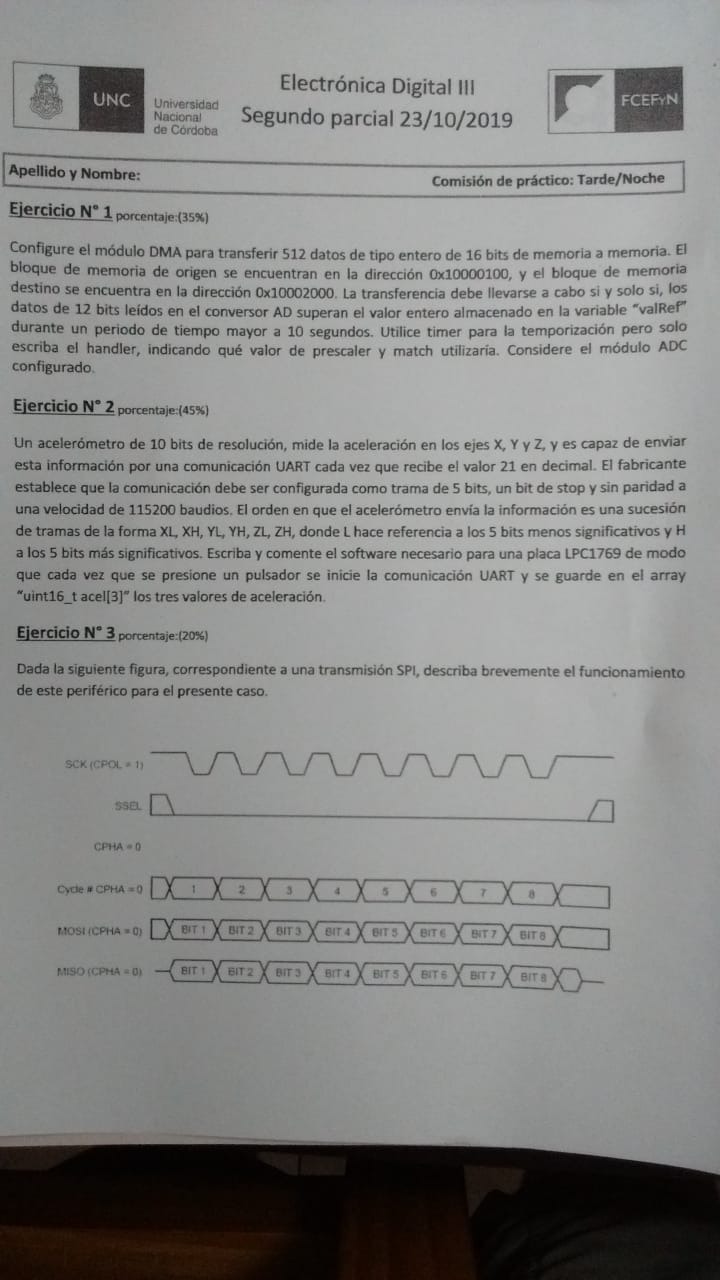 UNC
Universidad
Nacional
de Córdoba
Electrónica Digital III
Segundo parcial 23/10/2019
FCEFyN
Apellido y Nombre:
Comisión de práctico: Tarde/Noche
Ejercicio N° 1 porcentaje:(35%)
Configure el módulo DMA para transferir 512 datos de tipo entero de 16 bits de memoria a memoria. El
bloque de memoria de origen se encuentran en la dirección 0x10000100, y el bloque de memoria
destino se encuentra en la dirección 0x10002000. La transferencia debe llevarse a cabo si y solo si, los
datos de 12 bits leídos en el conversor AD superan el valor entero almacenado en la variable "valRef"
durante un periodo de tiempo mayor a 10 segundos. Utilice timer para la temporización pero solo
escriba el handler, indicando qué valor de prescaler y match utilizaría. Considere el módulo ADC
configurado.
Ejercicio N° 2 porcentaje:(45%)
Un acelerómetro de 10 bits de resolución, mide la aceleración en los ejes X, Y y Z, y es capaz de enviar
esta información por una comunicación UART cada vez que recibe el valor 21 en decimal. El fabricante
establece que la comunicación debe ser configurada como trama de 5 bits, un bit de stop y sin paridad a
una velocidad de 115200 baudios. El orden en que el acelerómetro envía la información es una sucesión
de tramas de la forma XL, XH, YL, YH, ZL, ZH, donde L hace referencia a los 5 bits menos significativos y H
a los 5 bits más significativos. Escriba y comente el software necesario para una placa LPC1769 de modo
que cada vez que se presione un pulsador se inicie la comunicación UART y se guarde en el array
"uint16_t acel[3]" los tres valores de aceleración.
Ejercicio N° 3 porcentaje:(20%)
Dada la siguiente figura, correspondiente a una transmisión SPI, describa brevemente el funcionamiento
de este periférico para el presente caso.
SCK (CPOL = 1)
SSEL
CPHA = 0
Cycle # CPHA = 0 1 2 3 4 5 6 7 8
MOSI (CPHA = 0) BIT 1 BIT 2 BIT 3 BIT 4 BIT 5 BIT 6 BIT 7 BIT 8
MISO (CPHA = 0) BIT 1 BIT 2 BIT 3 BIT 4 BIT 5 BIT 6 BIT 7 BIT 8